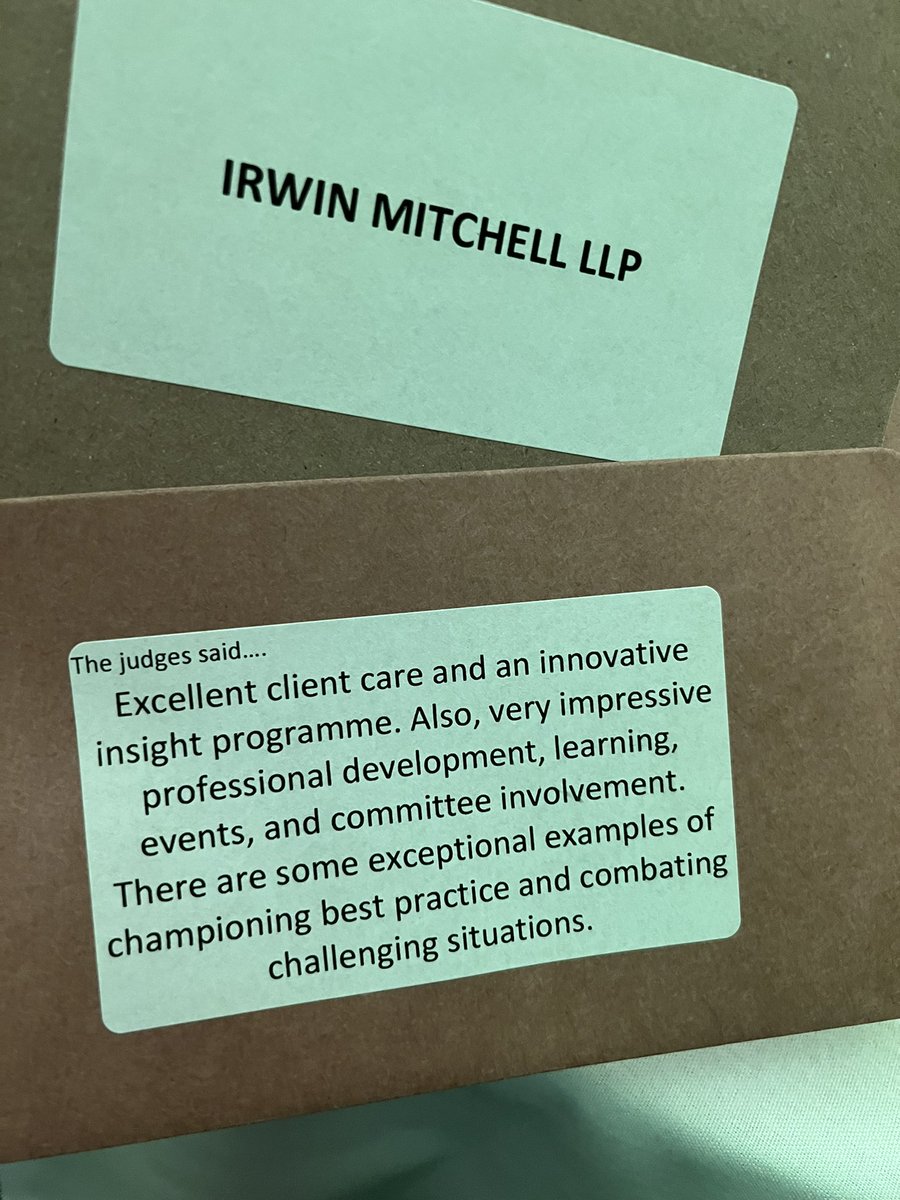 IRWIN MITCHELL LLP
The judges said....
Excellent client care and an innovative
insight programme. Also, very impressive
professional development, learning,
events, and committee involvement.
There are some exceptional examples of
championing best practice and combating
challenging situations.